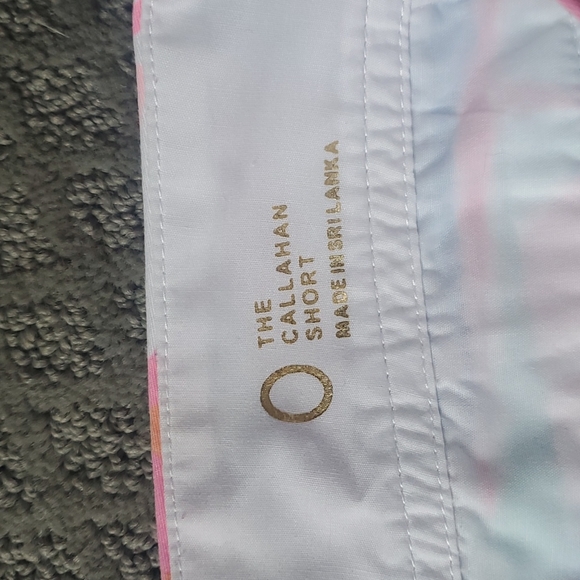 THE
CALLAHAN
SHORT
MADE IN SRI LANKA
0